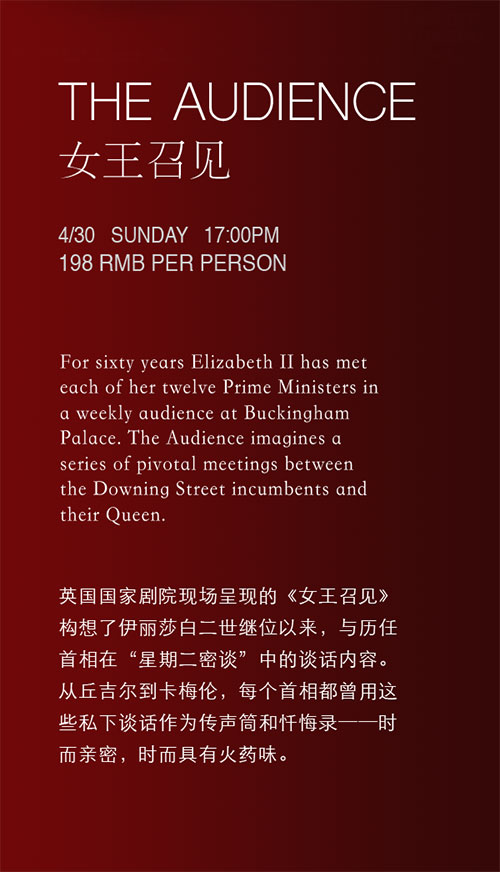 THE AUDIENCE
女王召见
4/30 SUNDAY 17:00PM
198 RMB PER PERSON
For sixty years Elizabeth II has met
each of her twelve Prime Ministers in
a weekly audience at Buckingham
Palace. The Audience imagines a
series of pivotal meetings between
the Downing Street incumbents and
their Queen.
英国国家剧院现场呈现的《女王召见》
构想了伊丽莎白二世继位以来，与历任
首相在“星期二密谈”中的谈话内容。
从丘吉尔到卡梅伦，每个首相都曾用这
些私下谈话作为传声筒和忏悔录——时
而亲密，时而具有火药味。